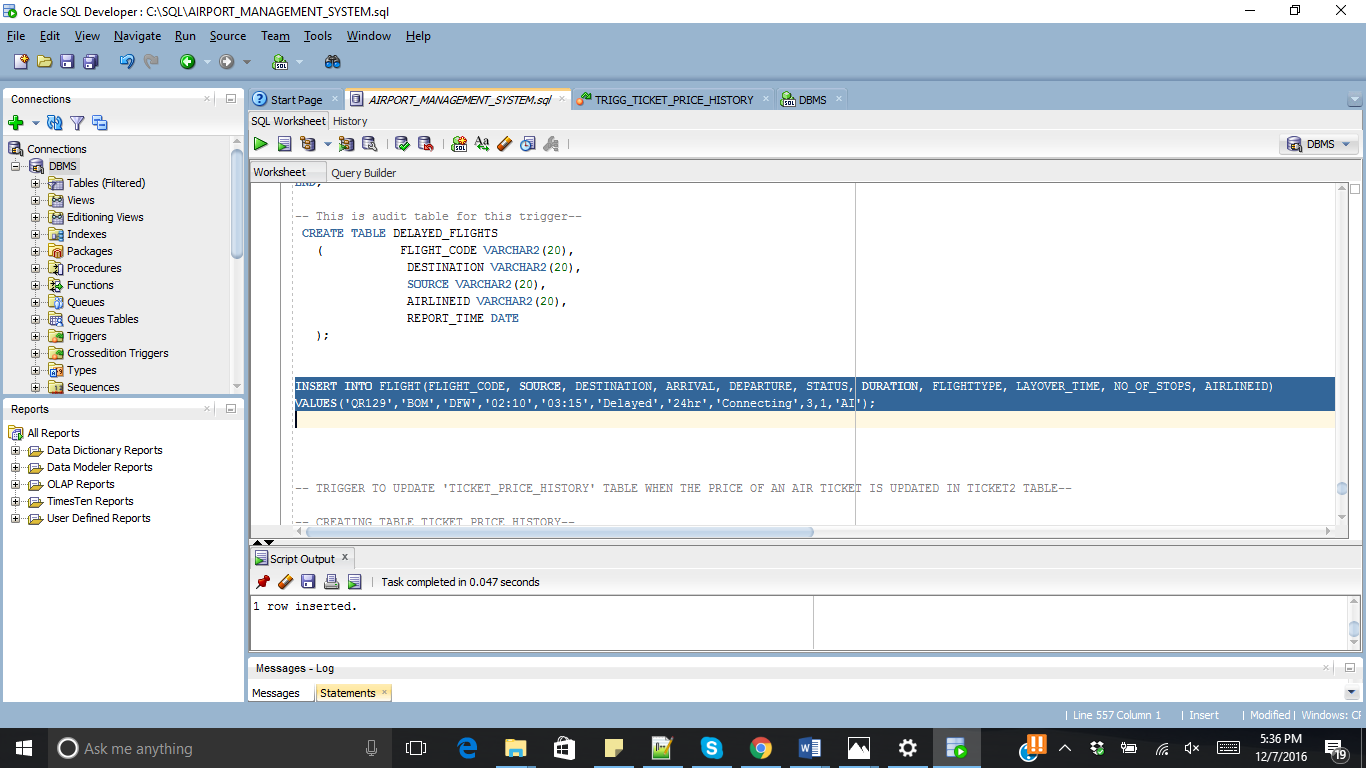 Oracle SQL Developer : C:\SQL\AIRPORT_MANAGEMENT_SYSTEM.sql
File Edit View Navigate Run Source Team Tools Window Help
Connections
Connections
DBMS
Tables (Filtered)
Views
Editioning Views
Indexes
Packages
Procedures
Functions
Queues
Queues Tables
Triggers
Crossedition Triggers
Types
Sequences
Reports
All Reports
Data Dictionary Reports
Data Modeler Reports
OLAP Reports
TimesTen Reports
User Defined Reports
Start Page AIRPORT_MANAGEMENT_SYSTEM.sql TRIGG_TICKET_PRICE_HISTORY DBMS
SQL Worksheet History
DBMS
Worksheet Query Builder
END;
-- This is audit table for this trigger--
CREATE TABLE DELAYED_FLIGHTS
( FLIGHT_CODE VARCHAR2(20),
DESTINATION VARCHAR2(20),
SOURCE VARCHAR2(20),
AIRLINEID VARCHAR2(20),
REPORT_TIME DATE
);
INSERT INTO FLIGHT(FLIGHT_CODE, SOURCE, DESTINATION, ARRIVAL, DEPARTURE, STATUS, DURATION, FLIGHTTYPE, LAYOVER_TIME, NO_OF_STOPS, AIRLINEID)
VALUES('QR129','BOM','DFW','02:10','03:15','Delayed','24hr','Connecting',3,1,'AI');
-- TRIGGER TO UPDATE 'TICKET_PRICE_HISTORY' TABLE WHEN THE PRICE OF AN AIR TICKET IS UPDATED IN TICKET2 TABLE--
-- CREATING TABLE TICKET_PRICE_HISTORY--
Script Output x
Task completed in 0.047 seconds
1 row inserted.
Messages - Log
Messages Statements
Line 557 Column 1 | Insert | Modified | Windows: CF
Ask me anything
5:36 PM
12/7/2016
19